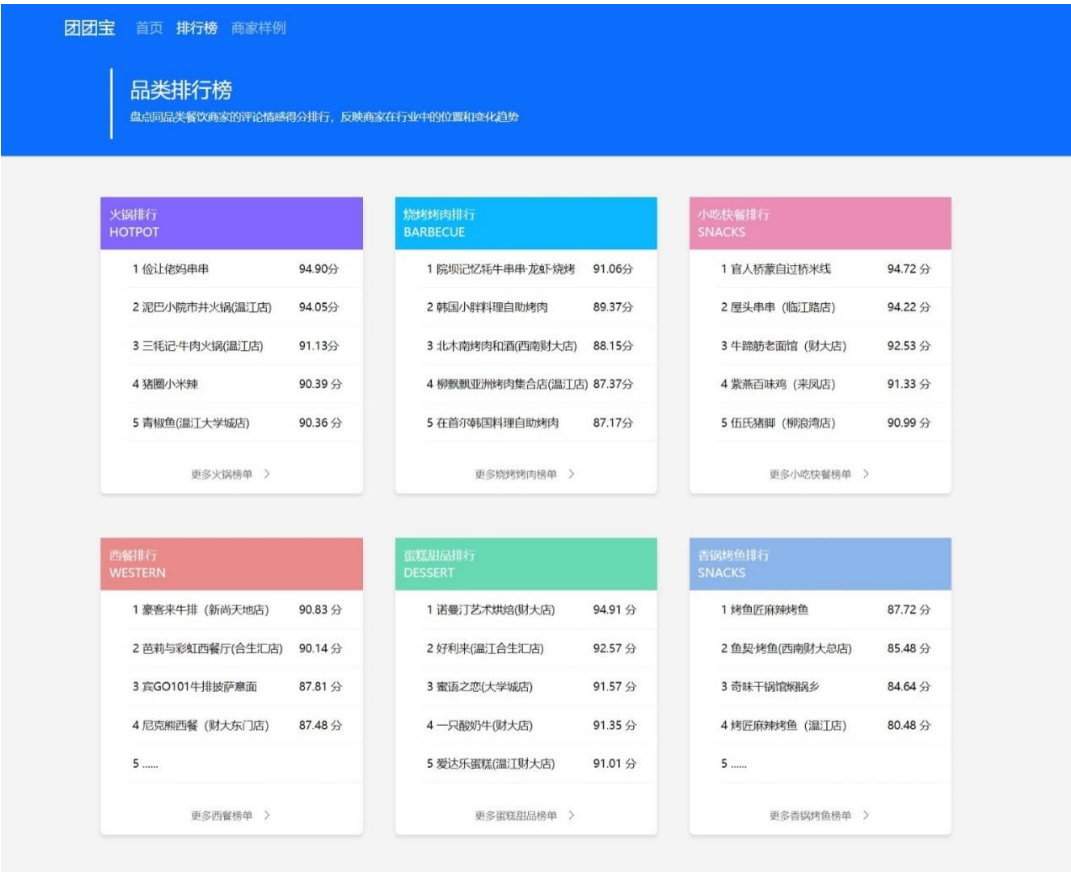 团团宝 首页 排行榜 商家样例
品类排行榜
盘点同品类餐饮商家的评论情感得分排行，反映商家在行业中的位置和变化趋势
火锅排行
HOTPOT
1 俭让佬妈串串 94.90分
2 泥巴小院市井火锅(温江店) 94.05分
3 三牦记·牛肉火锅(温江店) 91.13分
4 猪圈小米辣 90.39 分
5 青椒鱼(温江大学城店) 90.36 分
更多火锅榜单 >
烧烤烤肉排行
BARBECUE
1 院坝记忆牦牛串串·龙虾·烧烤 91.06分
2 韩国小胖料理自助烤肉 89.37分
3 北木南烤肉和酒(西南财大店) 88.15分
4 柳飘飘亚洲烤肉集合店(温江店) 87.37分
5 在首尔韩国料理自助烤肉 87.17分
更多烧烤烤肉榜单 >
小吃快餐排行
SNACKS
1 官人桥蒙自过桥米线 94.72 分
2 屋头串串（临江路店） 94.22 分
3 牛蹄筋老面馆（财大店） 92.53 分
4 紫燕百味鸡（来凤店） 91.33 分
5 伍氏猪脚（柳浪湾店） 90.99 分
更多小吃快餐榜单 >
西餐排行
WESTERN
1 豪客来牛排（新尚天地店） 90.83 分
2 芭莉与彩虹西餐厅(合生汇店) 90.14 分
3 宾GO101牛排披萨意面 87.81 分
4 尼克熊西餐（财大东门店） 87.48 分
5 ......
更多西餐榜单 >
蛋糕甜品排行
DESSERT
1 诺曼汀艺术烘焙(财大店) 94.91 分
2 好利来(温江合生汇店) 92.57 分
3 蜜语之恋(大学城店) 91.57 分
4 一只酸奶牛(财大店) 91.35 分
5 爱达乐蛋糕(温江财大店) 91.01 分
更多蛋糕甜品榜单 >
香锅烤鱼排行
SNACKS
1 烤鱼匠麻辣烤鱼 87.72 分
2 鱼契·烤鱼(西南财大总店) 85.48 分
3 奇味干锅馆焖锅乡 84.64 分
4 烤匠麻辣烤鱼（温江店） 80.48 分
5 ......
更多香锅烤鱼榜单 >